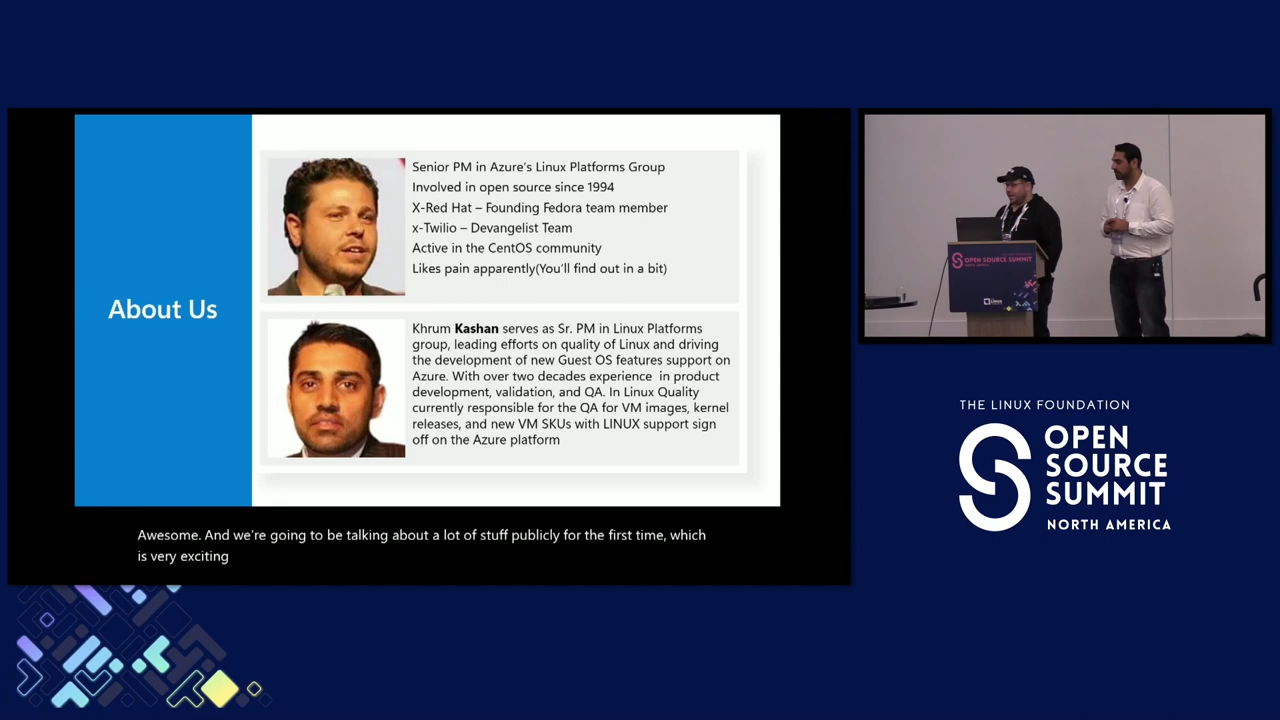 About Us
Senior PM in Azure's Linux Platforms Group
Involved in open source since 1994
X-Red Hat – Founding Fedora team member
x-Twilio – Devangelist Team
Active in the CentOS community
Likes pain apparently(You'll find out in a bit)
Khrum Kashan serves as Sr. PM in Linux Platforms
group, leading efforts on quality of Linux and driving
the development of new Guest OS features support on
Azure. With over two decades experience  in product
development, validation, and QA. In Linux Quality
currently responsible for the QA for VM images, kernel
releases, and new VM SKUs with LINUX support sign
off on the Azure platform
Awesome. And we're going to be talking about a lot of stuff publicly for the first time, which
is very exciting
OPEN SOURCE SUMMIT
THE LINUX FOUNDATION
OPEN
SOURCE
SUMMIT
NORTH AMERICA